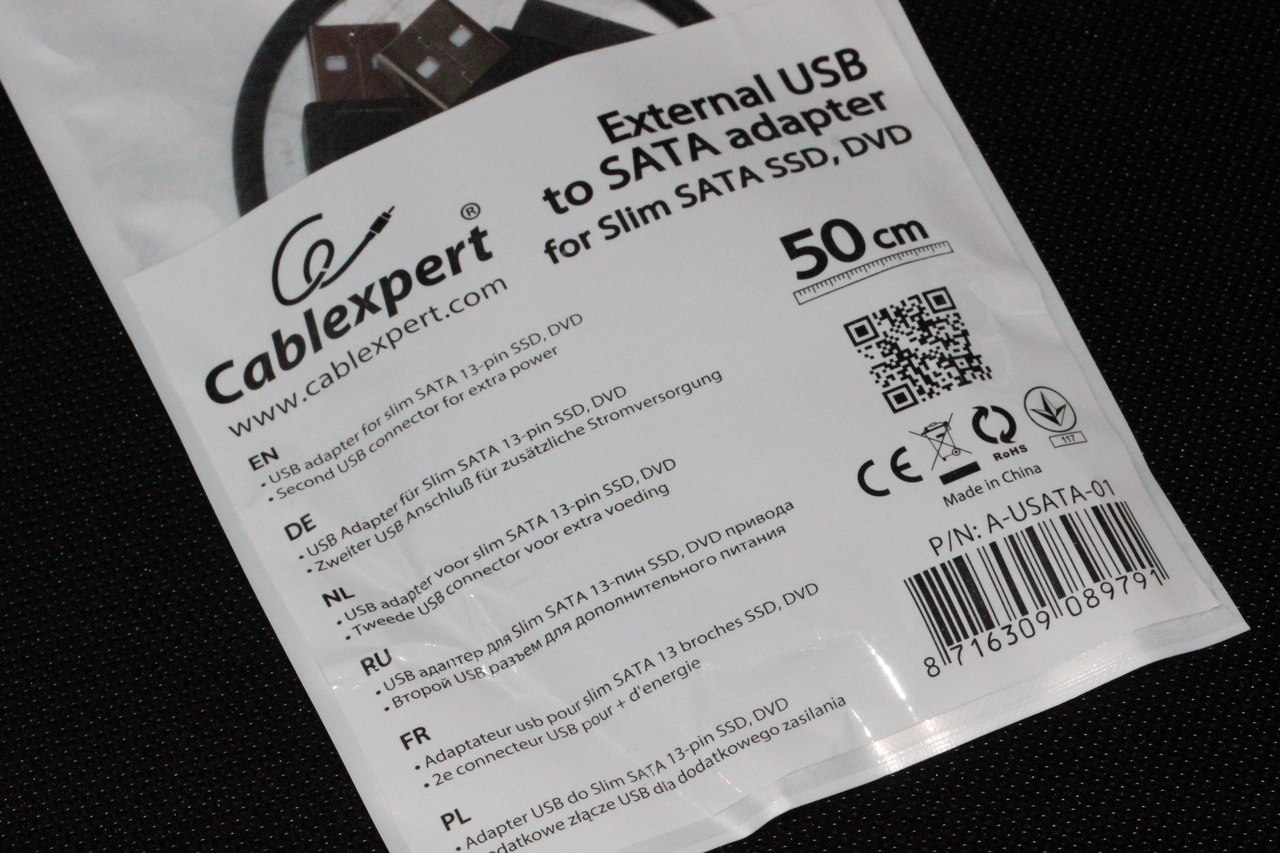 External USB
to SATA adapter
for Slim SATA SSD, DVD
50 cm
Cablexpert®
www.cablexpert.com
EN
• USB adapter for slim SATA 13-pin SSD, DVD
• Second USB connector for extra power
DE
• USB Adapter für Slim SATA 13-pin SSD, DVD
• Zweiter USB Anschluß für zusätzliche Stromversorgung
NL
• USB adapter voor slim SATA 13-pin SSD, DVD
• Tweede USB connector voor extra voeding
RU
• USB адаптер для Slim SATA 13-пин SSD, DVD привода
• Второй USB разъем для дополнительного питания
FR
• Adaptateur usb pour slim SATA 13 broches SSD, DVD
• 2e connecteur USB pour + d'energie
PL
• Adapter USB do Slim SATA 13-pin SSD, DVD
złącze USB dla dodatkowego zasilania
CE
RoHS
117
Made in China
P/N: A-USATA-01
8 716309 089791